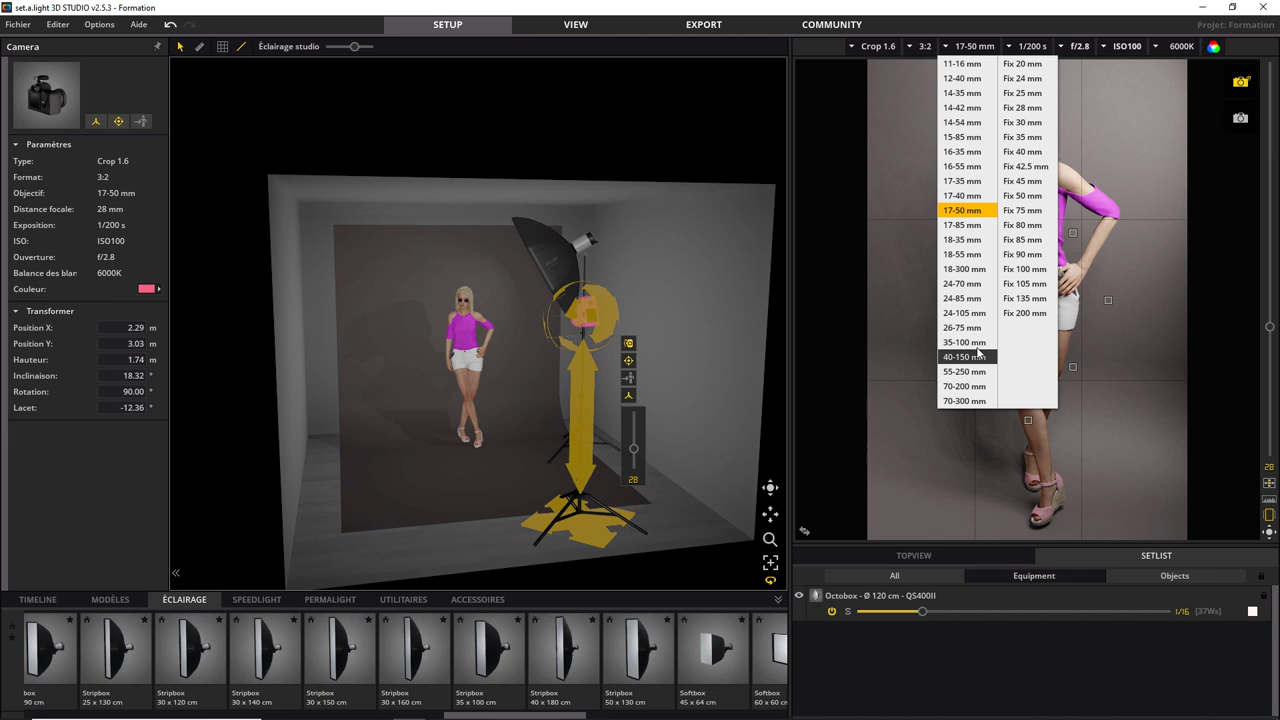 set.a.light 3D STUDIO v2.5.3 - Formation
Fichier Editer Options Aide SETUP VIEW EXPORT COMMUNITY Projet: Formation
Camera
Éclairage studio
Crop 1.6 3:2 17-50 mm 1/200 s f/2.8 ISO100 6000K
Paramètres
Type: Crop 1.6
Format: 3:2
Objectif: 17-50 mm
Distance focale: 28 mm
Exposition: 1/200 s
ISO: ISO100
Ouverture: f/2.8
Balance des blan 6000K
Couleur:
Transformer
Position X: 2.29 m
Position Y: 3.03 m
Hauteur: 1.74 m
Inclinaison: 18.32 °
Rotation: 90.00 °
Lacet: -12.36 °
28
11-16 mm Fix 20 mm
12-40 mm Fix 24 mm
14-35 mm Fix 25 mm
14-42 mm Fix 28 mm
14-54 mm Fix 30 mm
15-85 mm Fix 35 mm
16-35 mm Fix 40 mm
16-55 mm Fix 42.5 mm
17-35 mm Fix 45 mm
17-40 mm Fix 50 mm
17-50 mm Fix 75 mm
17-85 mm Fix 80 mm
18-35 mm Fix 85 mm
18-55 mm Fix 90 mm
18-300 mm Fix 100 mm
24-70 mm Fix 105 mm
24-85 mm Fix 135 mm
24-105 mm Fix 200 mm
26-75 mm
35-100 mm
40-150 mm
55-250 mm
70-200 mm
70-300 mm
28
TOPVIEW SETLIST
All Equipment Objects
Octobox - Ø 120 cm - QS400II
S 1/16 [37Ws]
TIMELINE MODÈLES ÉCLAIRAGE SPEEDLIGHT PERMALIGHT UTILITAIRES ACCESSOIRES
box Stripbox Stripbox Stripbox Stripbox Stripbox Stripbox Stripbox Stripbox Softbox Softbox
90 cm 25 x 130 cm 30 x 120 cm 30 x 140 cm 30 x 150 cm 30 x 160 cm 35 x 100 cm 40 x 180 cm 50 x 130 cm 45 x 64 cm 60 x 60 c